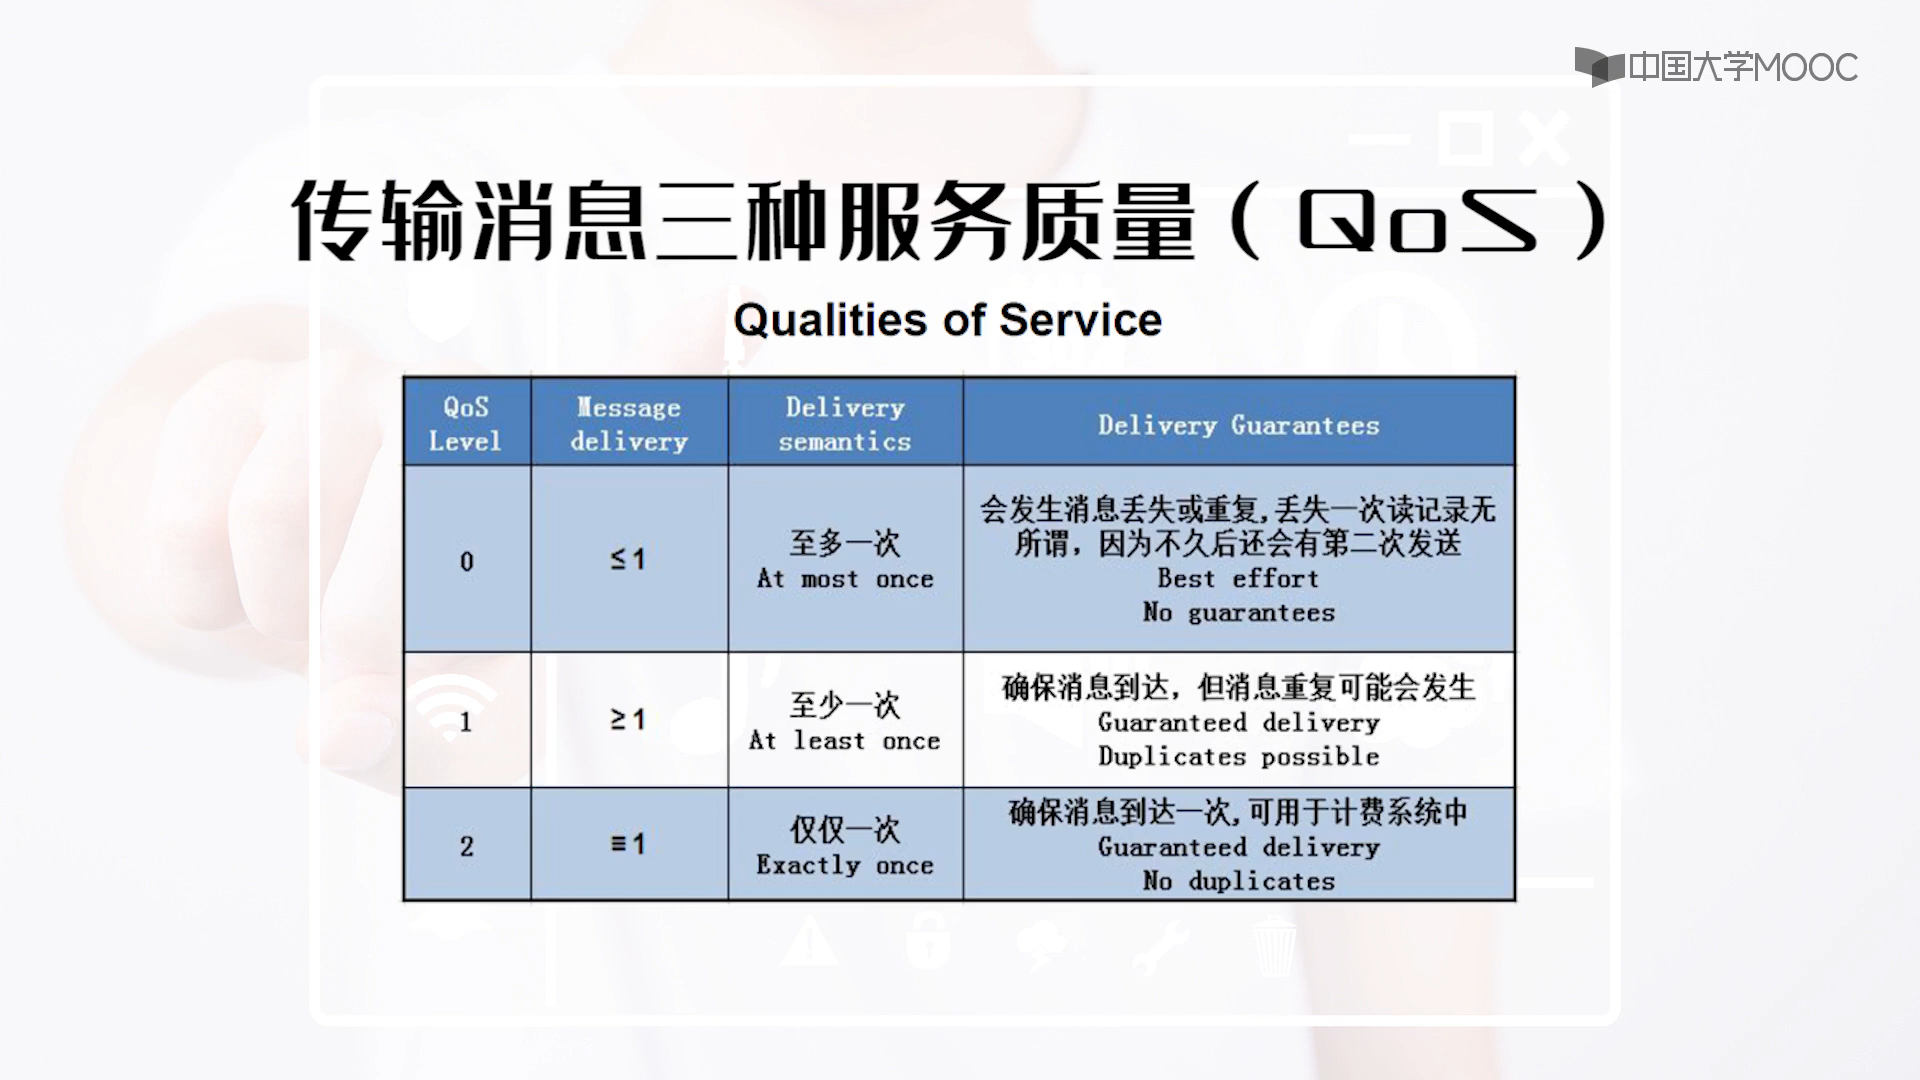 中国大学MOOC
传输消息三种服务质量（QoS）
Qualities of Service
QoS Level
Message delivery
Delivery semantics
Delivery Guarantees
0
≤1
至多一次
At most once
会发生消息丢失或重复,丢失一次读记录无
所谓，因为不久后还会有第二次发送
Best effort
No guarantees
1
≥1
至少一次
At least once
确保消息到达，但消息重复可能会发生
Guaranteed delivery
Duplicates possible
2
≡1
仅仅一次
Exactly once
确保消息到达一次,可用于计费系统中
Guaranteed delivery
No duplicates